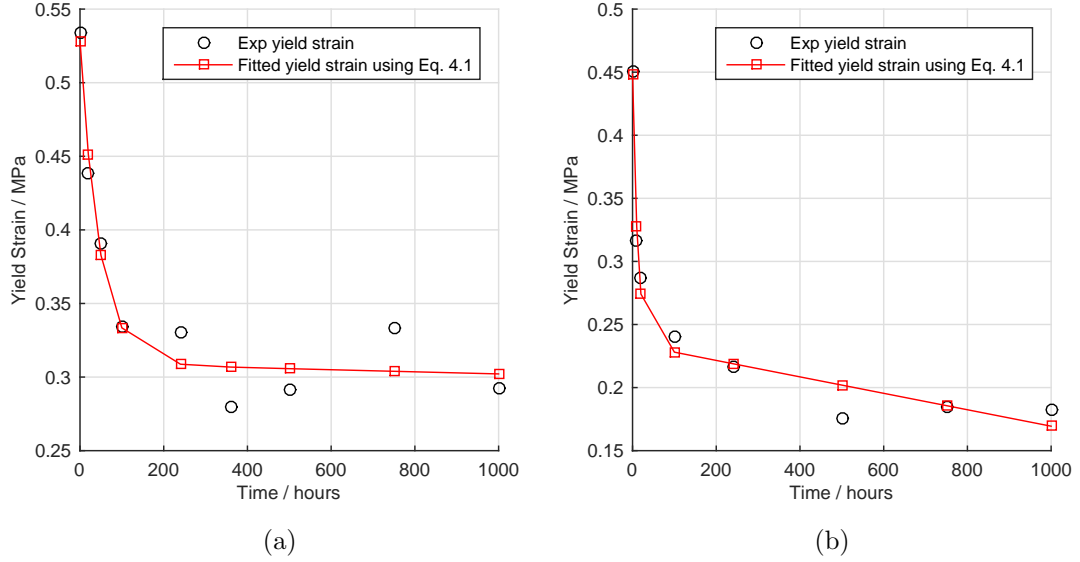 0.55
0.5
0.45
0.4
0.35
0.3
0.25
Yield Strain / MPa
0 200 400 600 800 1000
Time / hours
Exp yield strain
Fitted yield strain using Eq. 4.1
(a)
0.5
0.45
0.4
0.35
0.3
0.25
0.2
0.15
Yield Strain / MPa
0 200 400 600 800 1000
Time / hours
Exp yield strain
Fitted yield strain using Eq. 4.1
(b)